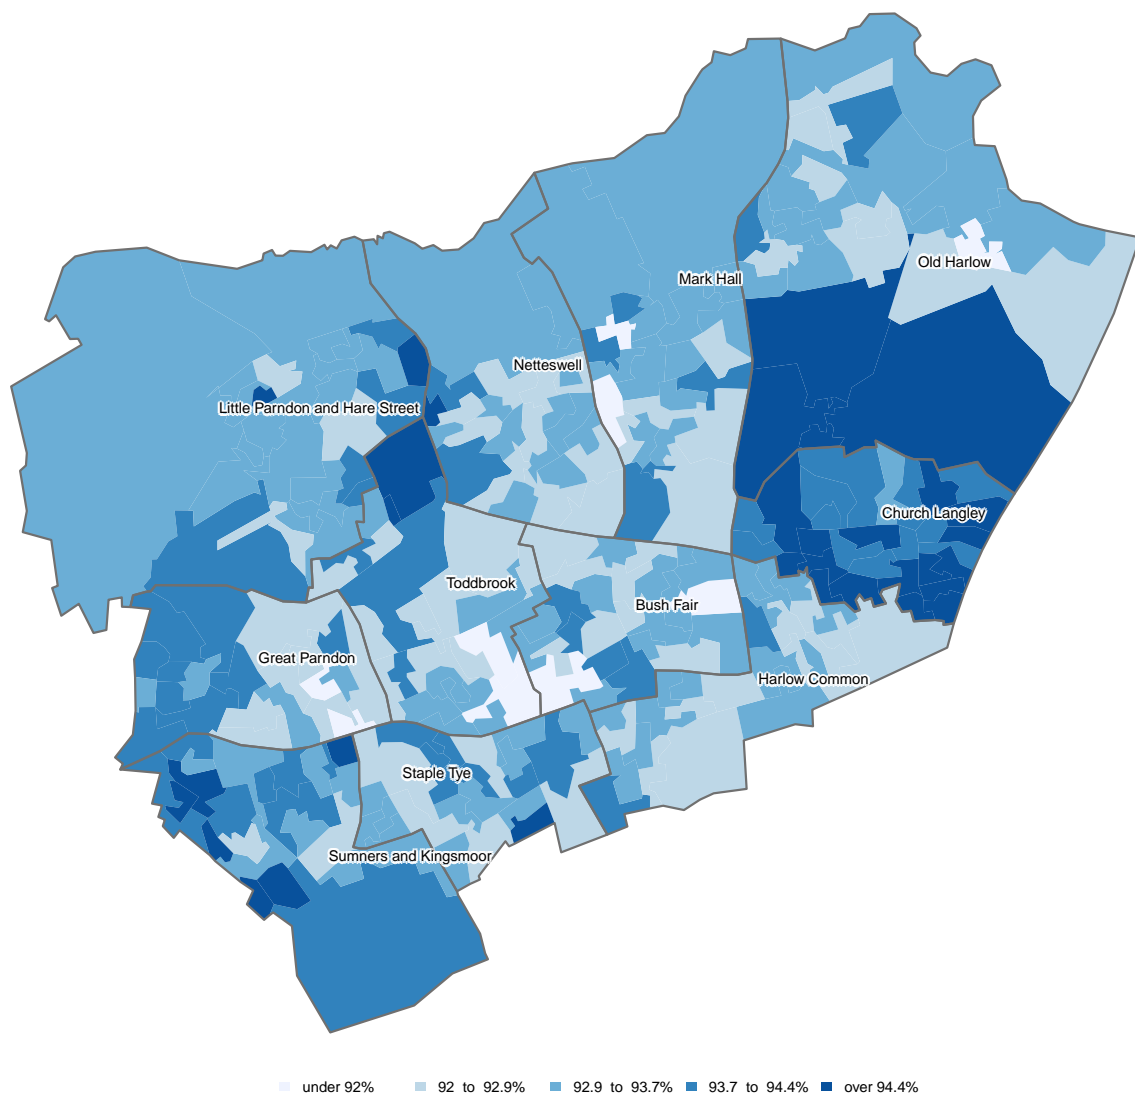 Old Harlow
Mark Hall
Netteswell
Little Parndon and Hare Street
Church Langley
Toddbrook
Bush Fair
Great Parndon
Harlow Common
Staple Tye
Sumners and Kingsmoor
under 92% 92 to 92.9% 92.9 to 93.7% 93.7 to 94.4% over 94.4%